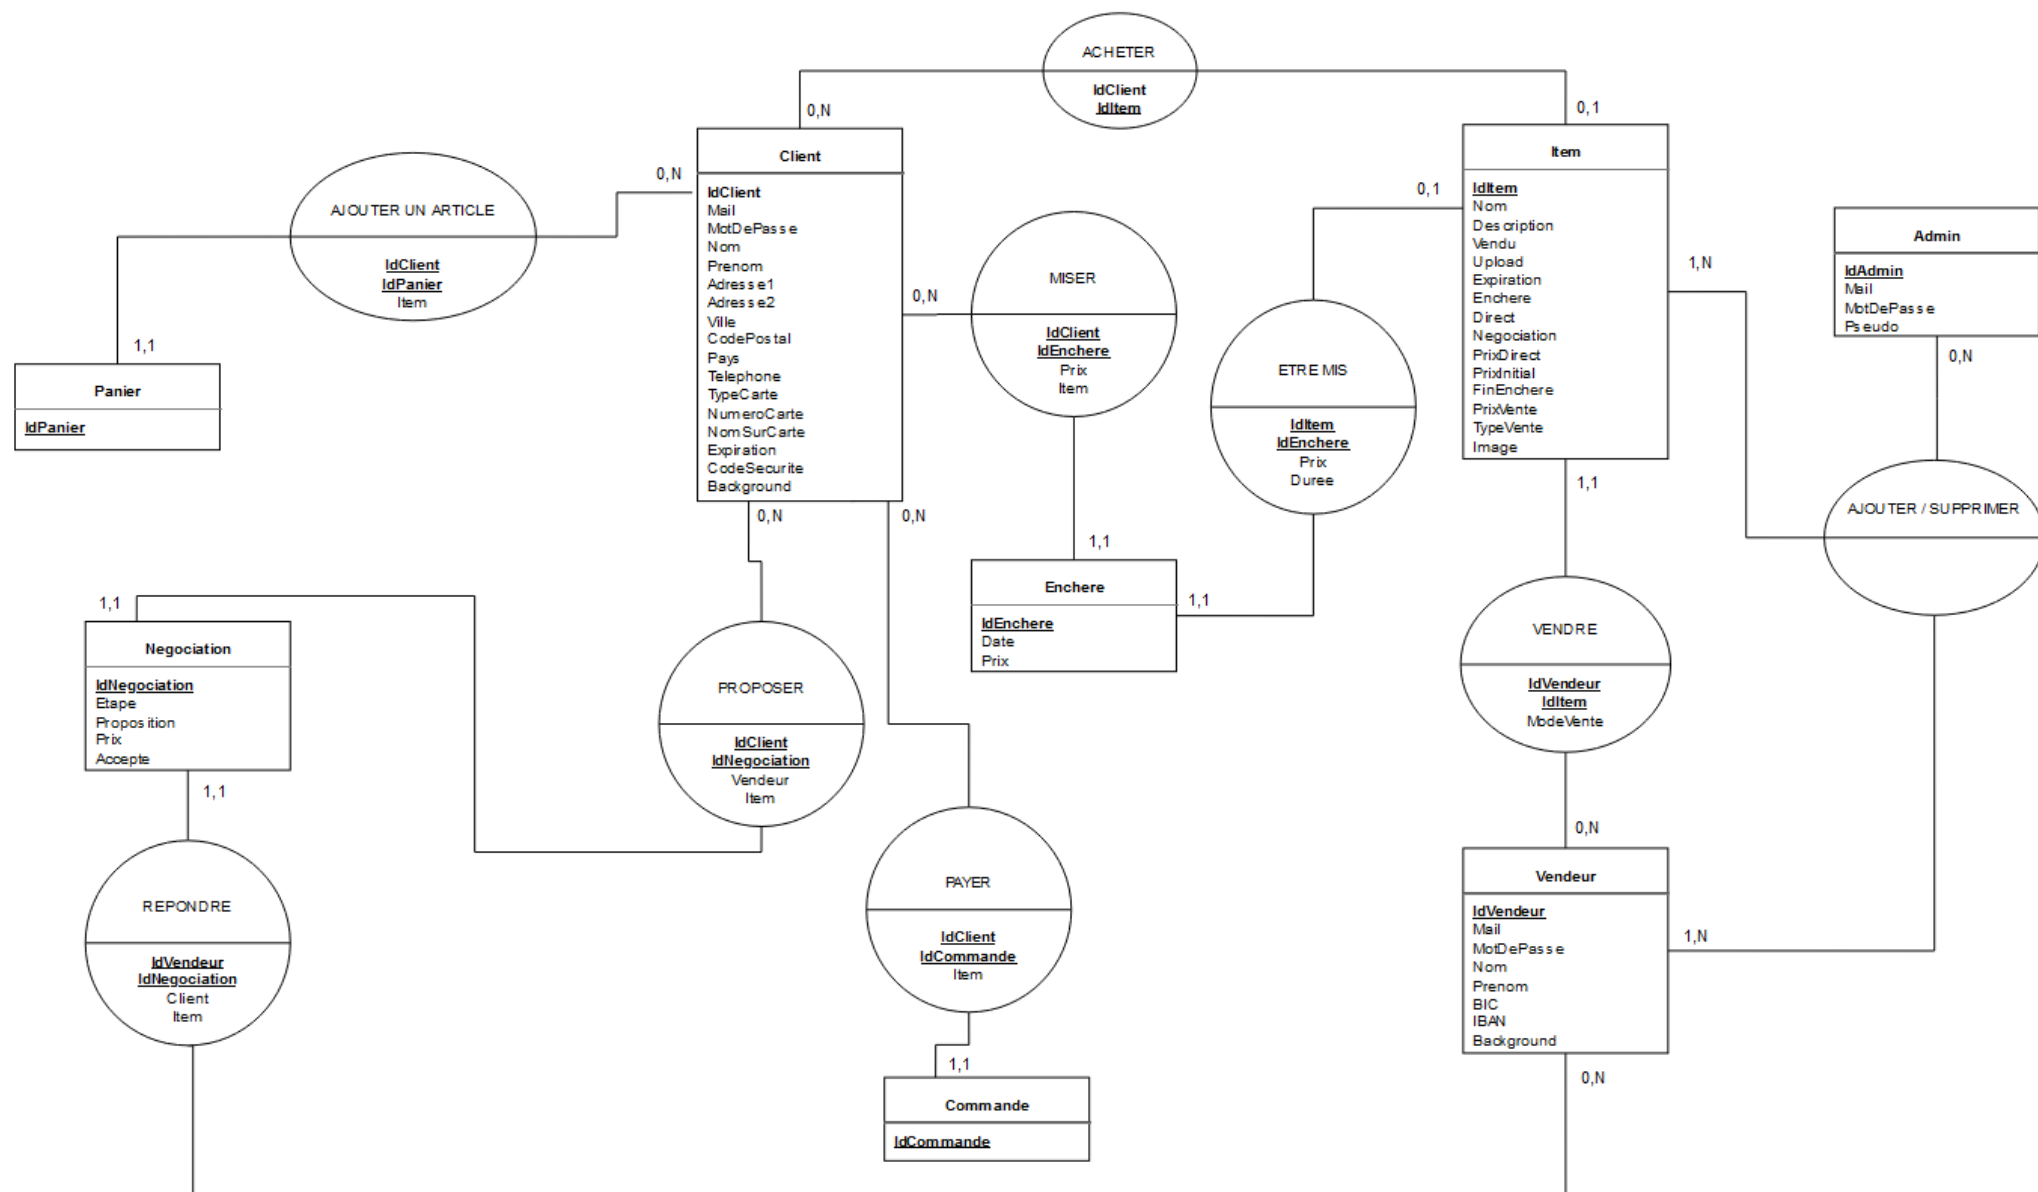 ACHETER
IdClient
IdItem
0,N
0,1
Client
IdClient
Mail
MotDePasse
Nom
Prenom
Adresse1
Adresse2
Ville
CodePostal
Pays
Telephone
TypeCarte
NumeroCarte
NomSurCarte
Expiration
CodeSecurite
Background
Item
IdItem
Nom
Description
Vendu
Upload
Expiration
Enchere
Direct
Negociation
PrixDirect
PrixInitial
FinEnchere
PrixVente
TypeVente
Image
0,N
AJOUTER UN ARTICLE
IdClient
IdPanier
Item
1,1
Panier
IdPanier
0,N
MISER
IdClient
IdEnchere
Prix
Item
1,1
0,1
ETRE MIS
IdItem
IdEnchere
Prix
Duree
1,1
Enchere
IdEnchere
Date
Prix
1,N
Admin
IdAdmin
Mail
MotDePasse
Pseudo
0,N
AJOUTER / SUPPRIMER
1,1
VENDRE
IdVendeur
IdItem
ModeVente
0,N
Vendeur
IdVendeur
Mail
MotDePasse
Nom
Prenom
BIC
IBAN
Background
1,N
0,N
0,N
0,N
PROPOSER
IdClient
IdNegociation
Vendeur
Item
1,1
Negociation
IdNegociation
Etape
Proposition
Prix
Accepte
1,1
REPONDRE
IdVendeur
IdNegociation
Client
Item
PAYER
IdClient
IdCommande
Item
1,1
Commande
IdCommande